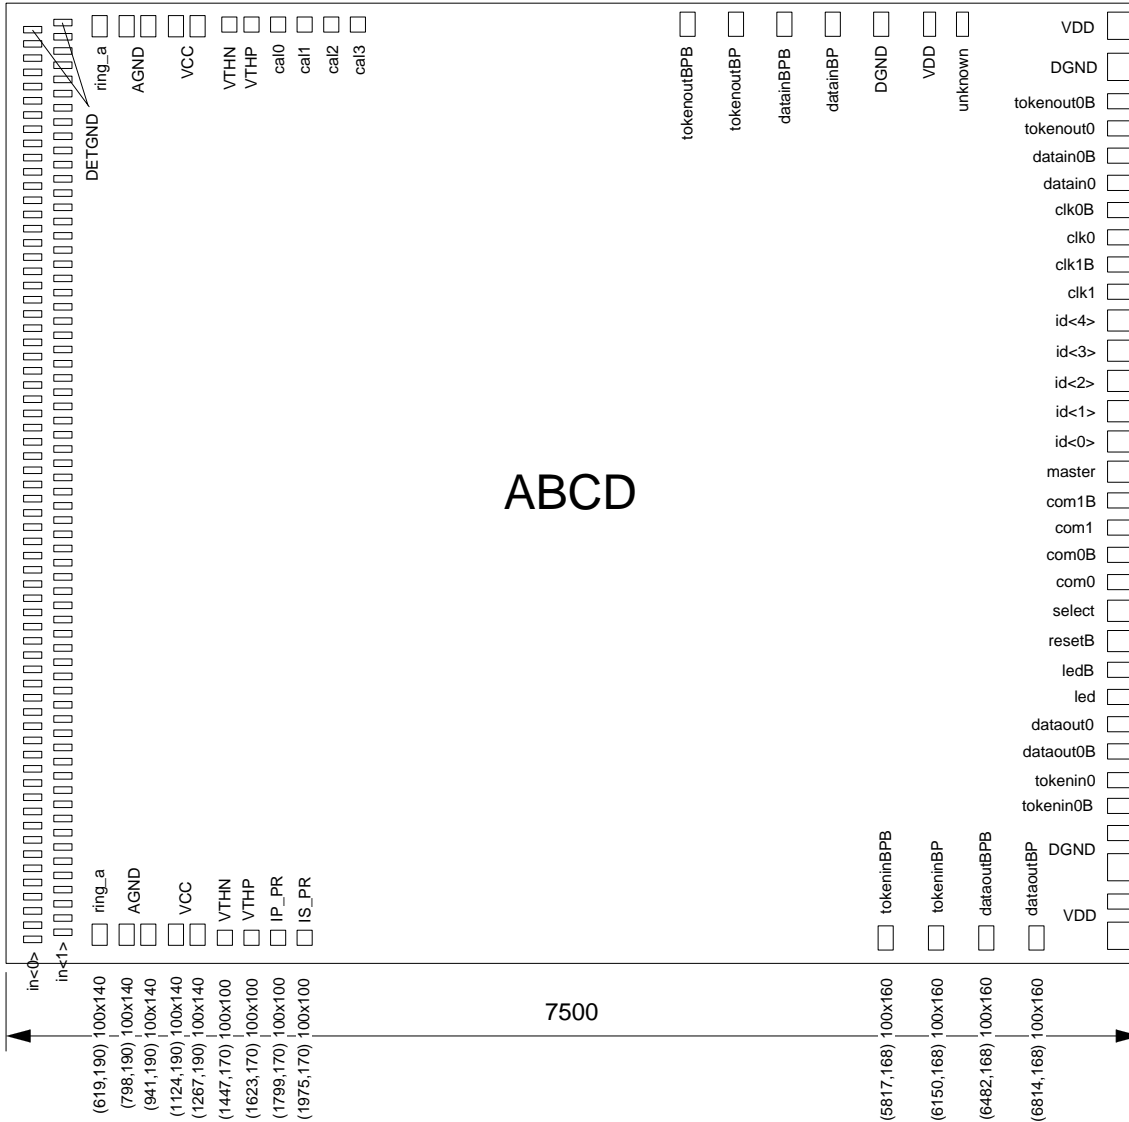 ring_a
AGND
VCC
VTHN
VTHP
cal0
cal1
cal2
cal3
tokenoutBPB
tokenoutBP
datainBPB
datainBP
DGND
VDD
unknown
DETGND
VDD
DGND
tokenout0B
tokenout0
datain0B
datain0
clk0B
clk0
clk1B
clk1
id<4>
id<3>
id<2>
id<1>
id<0>
master
com1B
com1
com0B
com0
select
resetB
ledB
led
dataout0
dataout0B
tokenin0
tokenin0B
DGND
VDD
ABCD
in<0>
in<1>
ring_a
AGND
VCC
VTHN
VTHP
IP_PR
IS_PR
tokeninBPB
tokeninBP
dataoutBPB
dataoutBP
7500
(619,190) 100x140
(798,190) 100x140
(941,190) 100x140
(1124,190) 100x140
(1267,190) 100x140
(1447,170) 100x100
(1623,170) 100x100
(1799,170) 100x100
(1975,170) 100x100
(5817,168) 100x160
(6150,168) 100x160
(6482,168) 100x160
(6814,168) 100x160